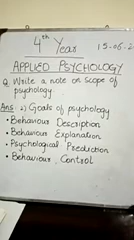 4th Year
15.06.2
APPLIED PSYCHOLOGY
Q. Write a note on scope of
psychology.
Ans: 2) Goals of psychology
• Behaviour Description
• Behaviour Explanation
• Psychological Prediction
• Behaviour Control